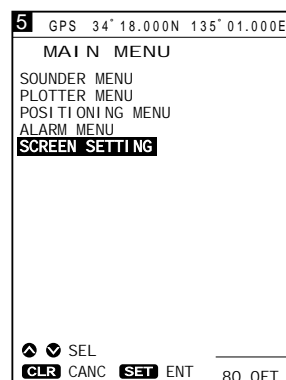 5 GPS 34°18.000N 135°01.000E
MAIN MENU
SOUNDER MENU
PLOTTER MENU
POSITIONING MENU
ALARM MENU
SCREEN SETTING
SEL
CLR CANC SET ENT 80.0FT